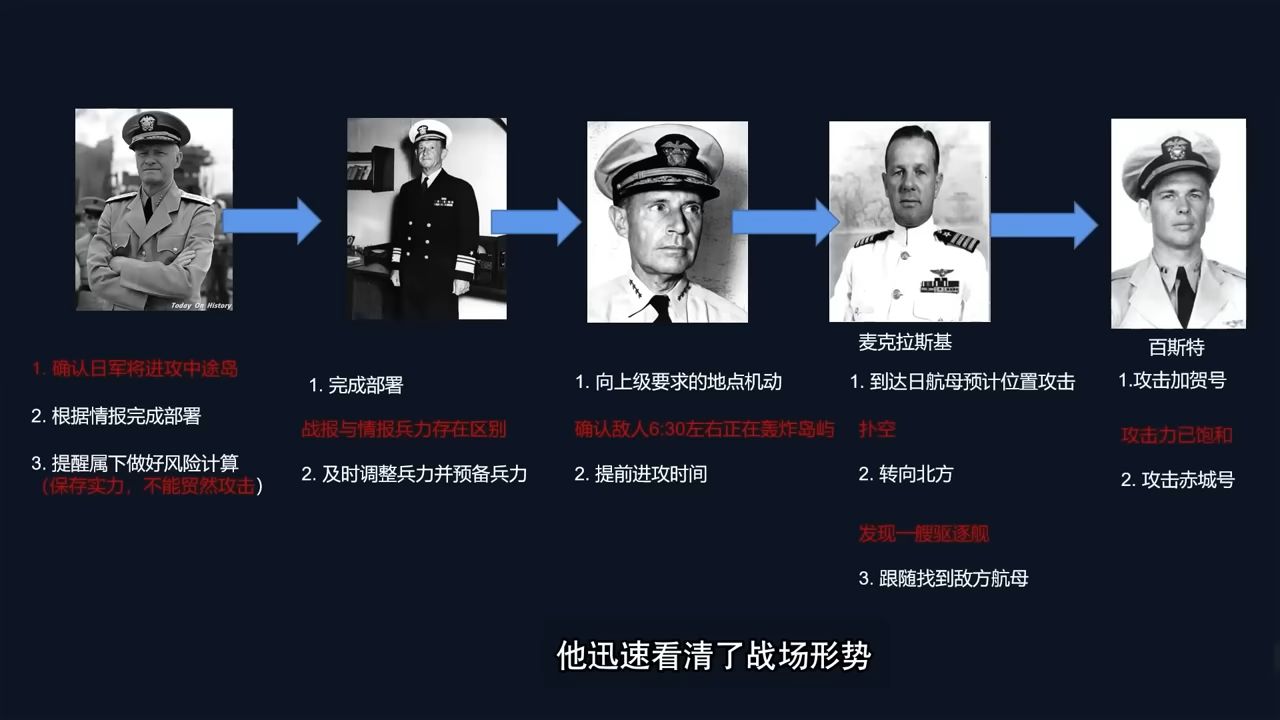 Today On History
1. 确认日军将进攻中途岛
2. 根据情报完成部署
3. 提醒属下做好风险计算
（保存实力，不能贸然攻击）
1. 完成部署
战报与情报兵力存在区别
2. 及时调整兵力并预备兵力
1. 向上级要求的地点机动
确认敌人6:30左右正在轰炸岛屿
2. 提前进攻时间
麦克拉斯基
1. 到达日航母预计位置攻击
扑空
2. 转向北方
发现一艘驱逐舰
3. 跟随找到敌方航母
百斯特
1.攻击加贺号
攻击力已饱和
2. 攻击赤城号
他迅速看清了战场形势